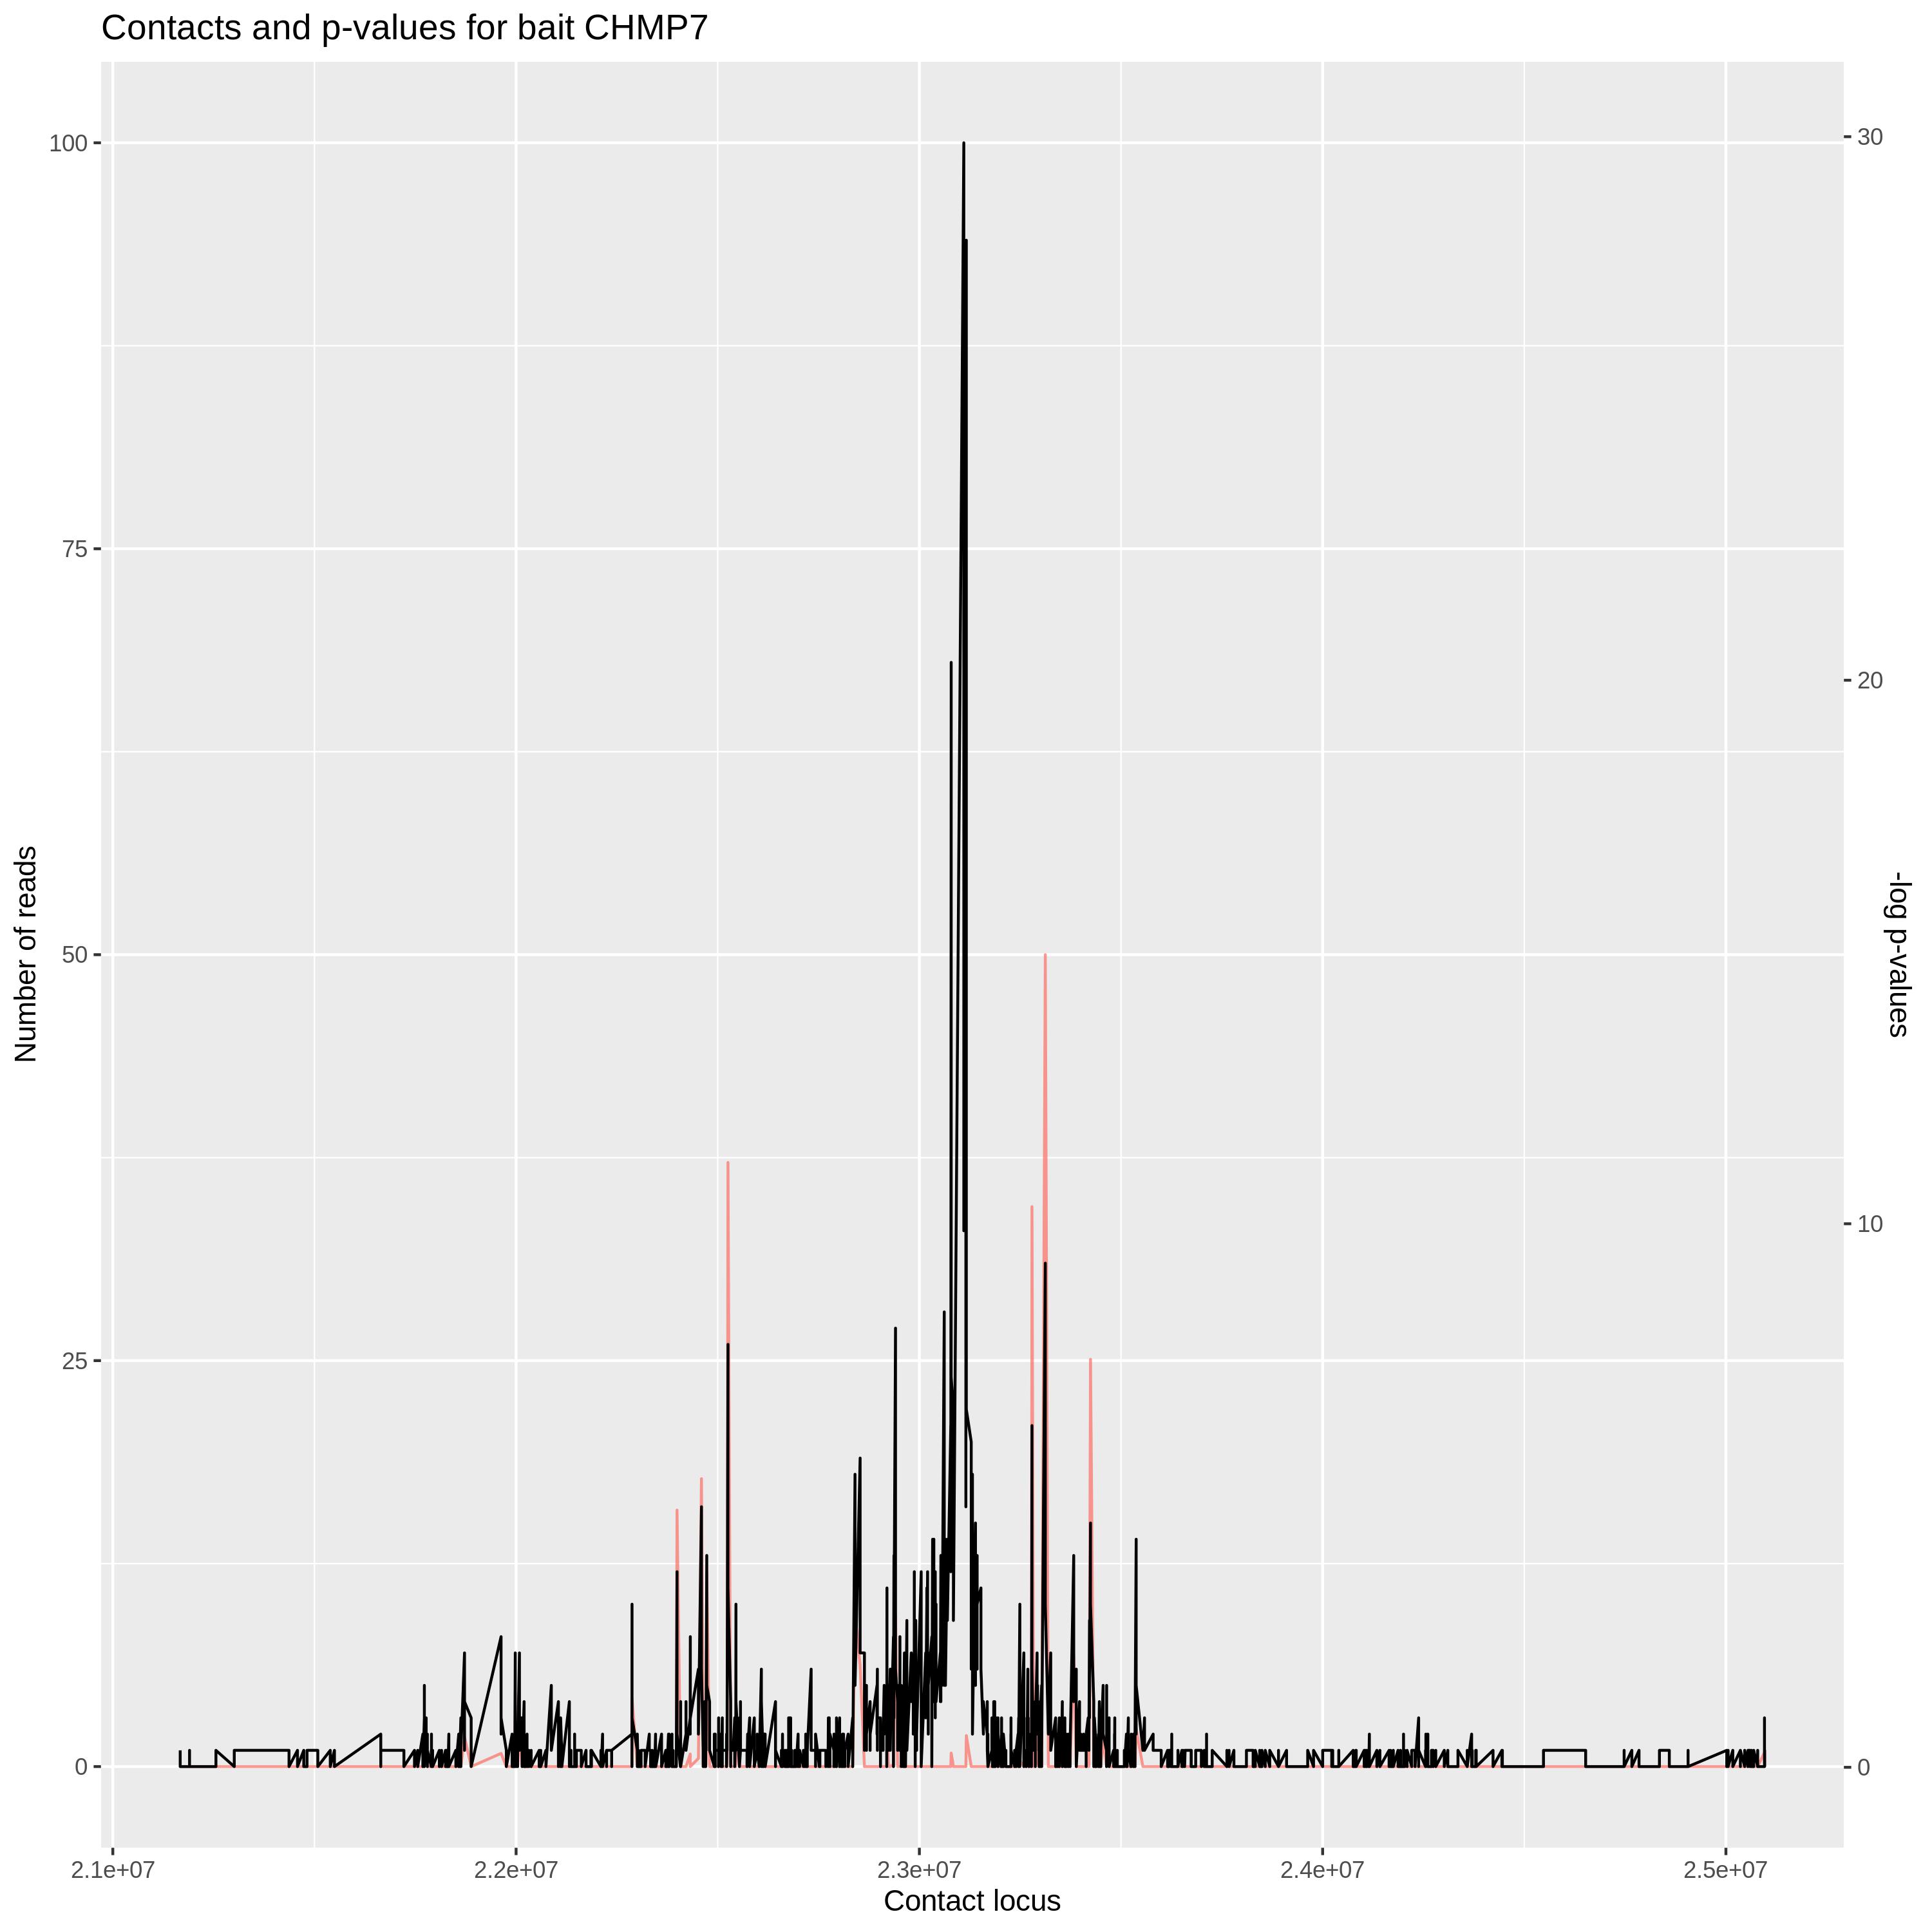 Contacts and p-values for bait CHMP7
100
75
50
25
0
30
20
10
0
Number of reads
-log p-values
2.1e+07 2.2e+07 2.3e+07 2.4e+07 2.5e+07
Contact locus